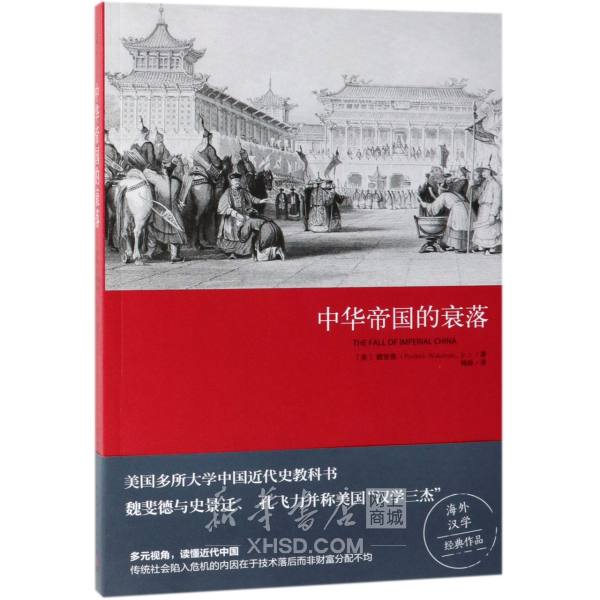 中华帝国的衰落
THE FALL OF IMPERIAL CHINA
［美］魏斐德（Frederic Wakeman, Jr.）/ 著
梅静 / 译
美国多所大学中国近代史教科书
魏斐德与史景迁、孔飞力并称美国“汉学三杰”
多元视角，读懂近代中国
传统社会陷入危机的内因在于技术落后而非财富分配不均
海外
汉学
经典作品
新华书店
网上
商城
XHSD.COM